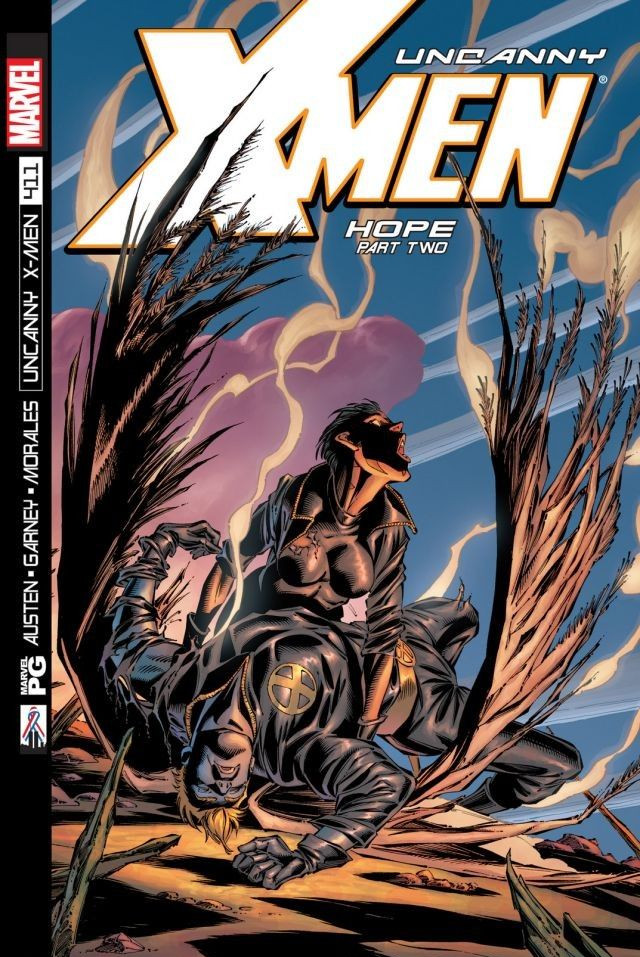 UNCANNY
X-MEN®
HOPE
PART TWO
MARVEL
UNCANNY X-MEN 411
AUSTEN ▪ GARNEY ▪ MORALES
MARVEL
PG